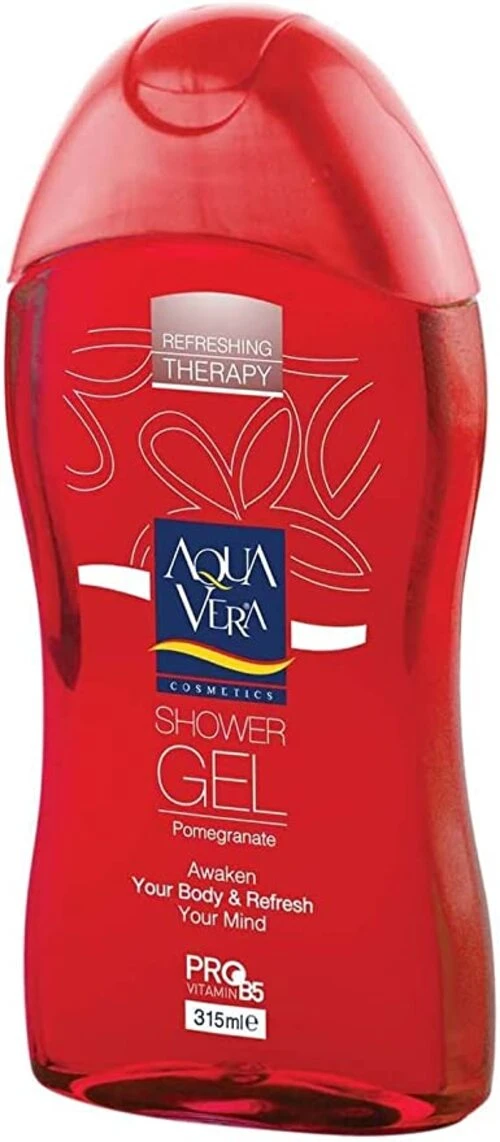 REFRESHING
THERAPY
AQUA
VERA®
COSMETICS
SHOWER
GEL
Pomegranate
Awaken
Your Body & Refresh
Your Mind
PRO
VITAMIN B5
315ml e